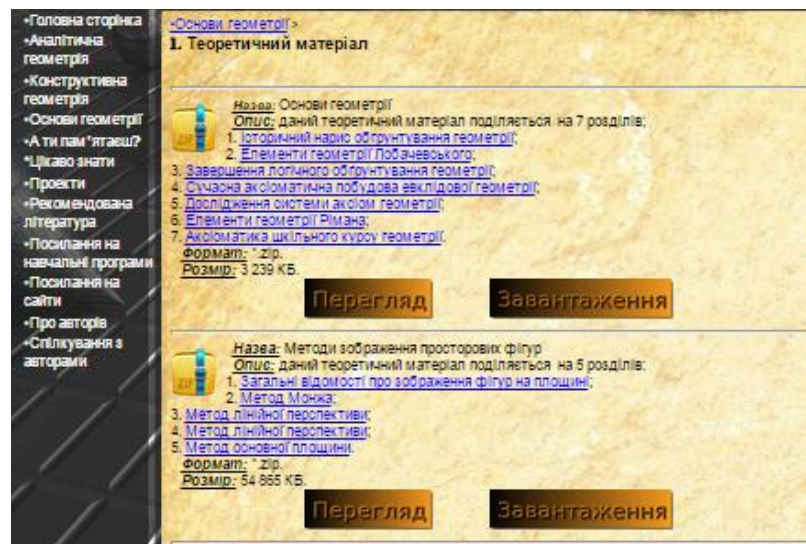 •Головна сторінка
•Аналітична
геометрія
•Конструктивна
геометрія
•Основи геометрії
•А ти пам'ятаєш?
*Цікаво знати
•Проекти
•Рекомендована
література
•Посилання на
навчальні програми
•Посилання на
сайти
•Про авторів
•Спілкування з
авторами
•Основи геометрії >
1. Теоретичний матеріал
Назва: Основи геометрії
Опис: даний теоретичний матеріал поділяється на 7 розділів:
1. Історичний нарис обґрунтування геометрії;
2. Елементи геометрії Лобачевського;
3. Завершення логічного обґрунтування геометрії;
4. Сучасна аксіоматична побудова евклідової геометрії;
5. Дослідження системи аксіом геометрії;
6. Елементи геометрії Рімана;
7. Аксіоматика шкільного курсу геометрії.
Формат: *.zip.
Розмір: 3 239 КБ.
Перегляд Завантаження
Назва: Методи зображення просторових фігур
Опис: даний теоретичний матеріал поділяється на 5 розділів:
1. Загальні відомості про зображення фігур на площині;
2. Метод Монжа;
3. Метод лінійної перспективи;
4. Метод лінійної перспективи;
5. Метод основної площини.
Формат: *.zip.
Розмір: 54 865 КБ.
Перегляд Завантаження
ZIP
ZIP